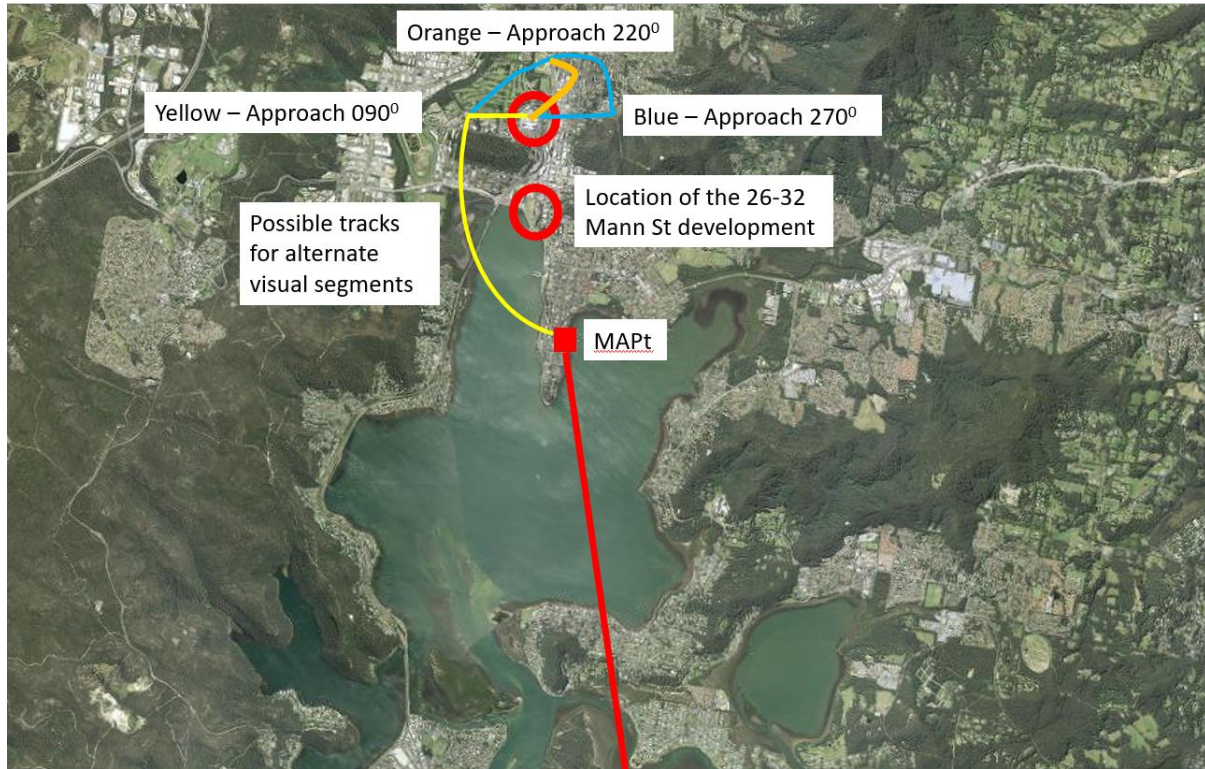 Orange – Approach 220⁰
Yellow – Approach 090⁰
Blue – Approach 270⁰
Location of the 26-32
Mann St development
Possible tracks
for alternate
visual segments
MAPt